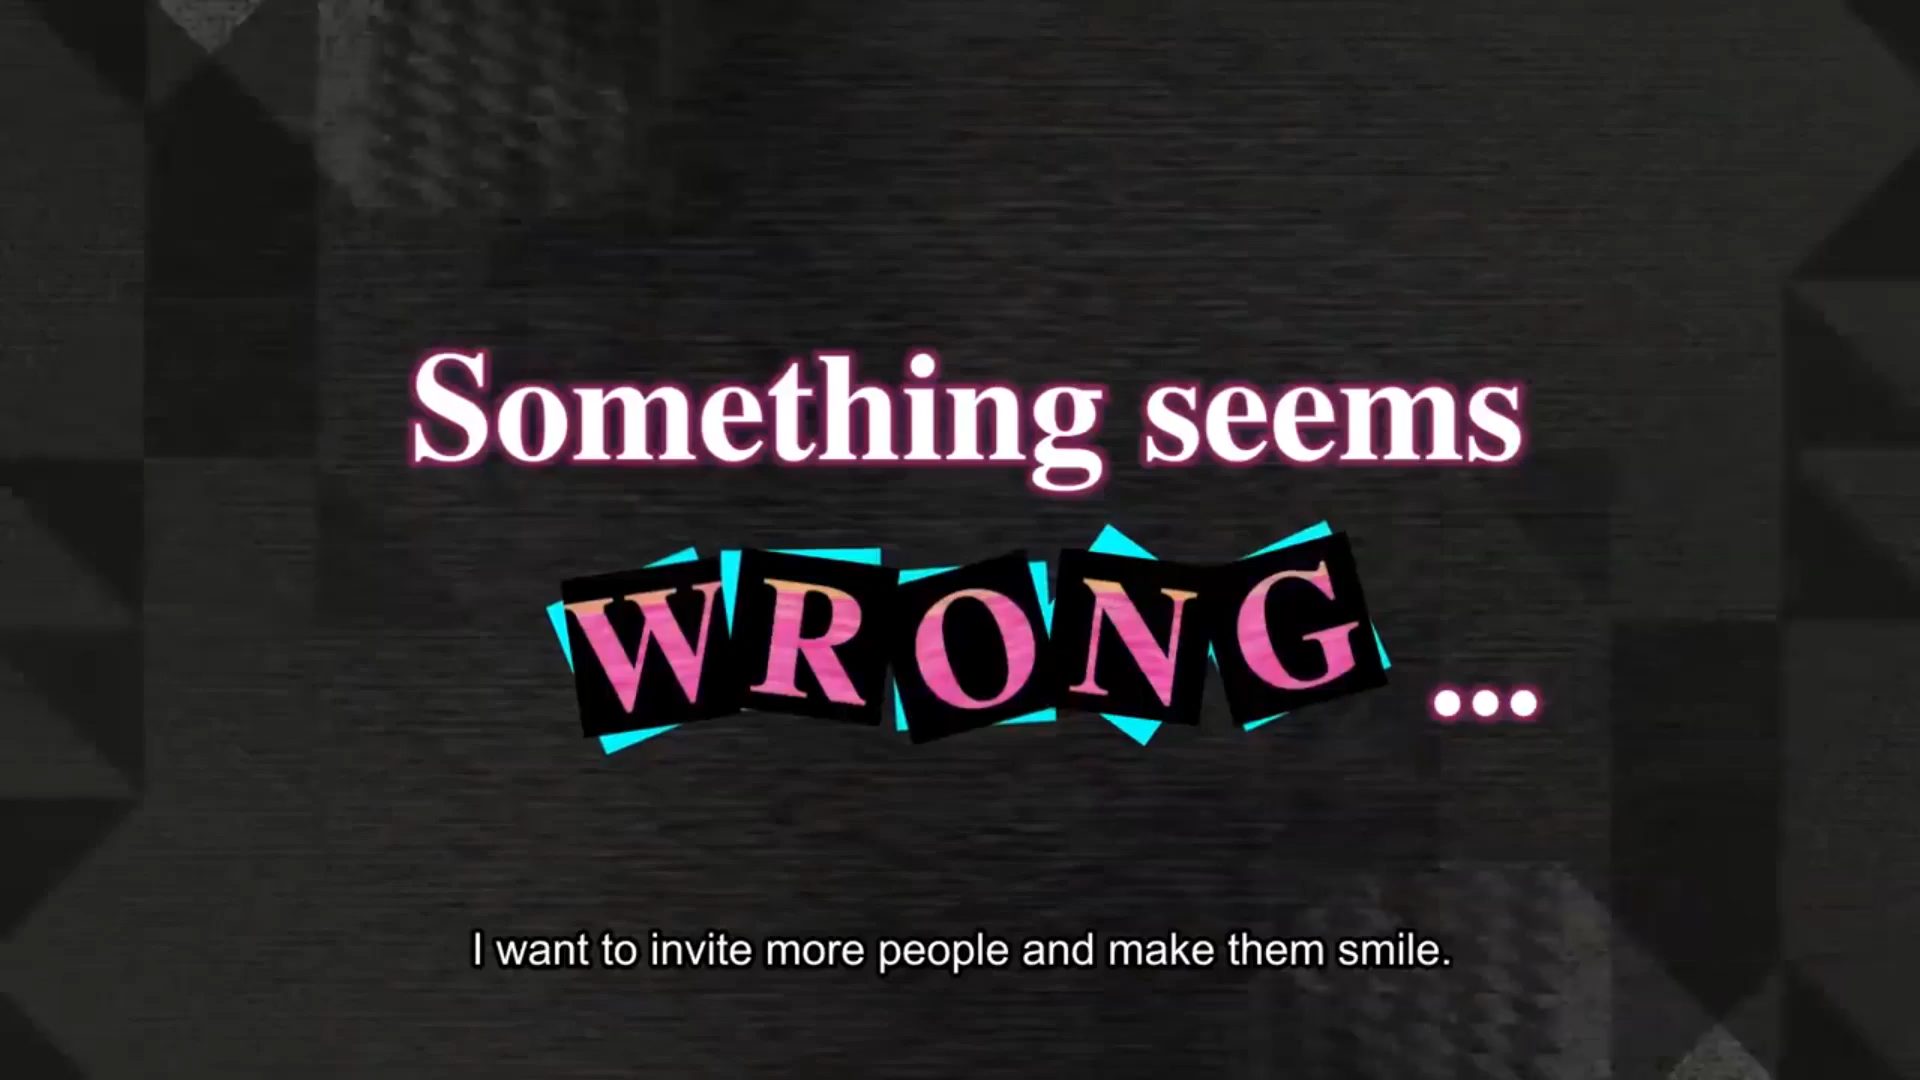 Something seems
WRONG...
I want to invite more people and make them smile.